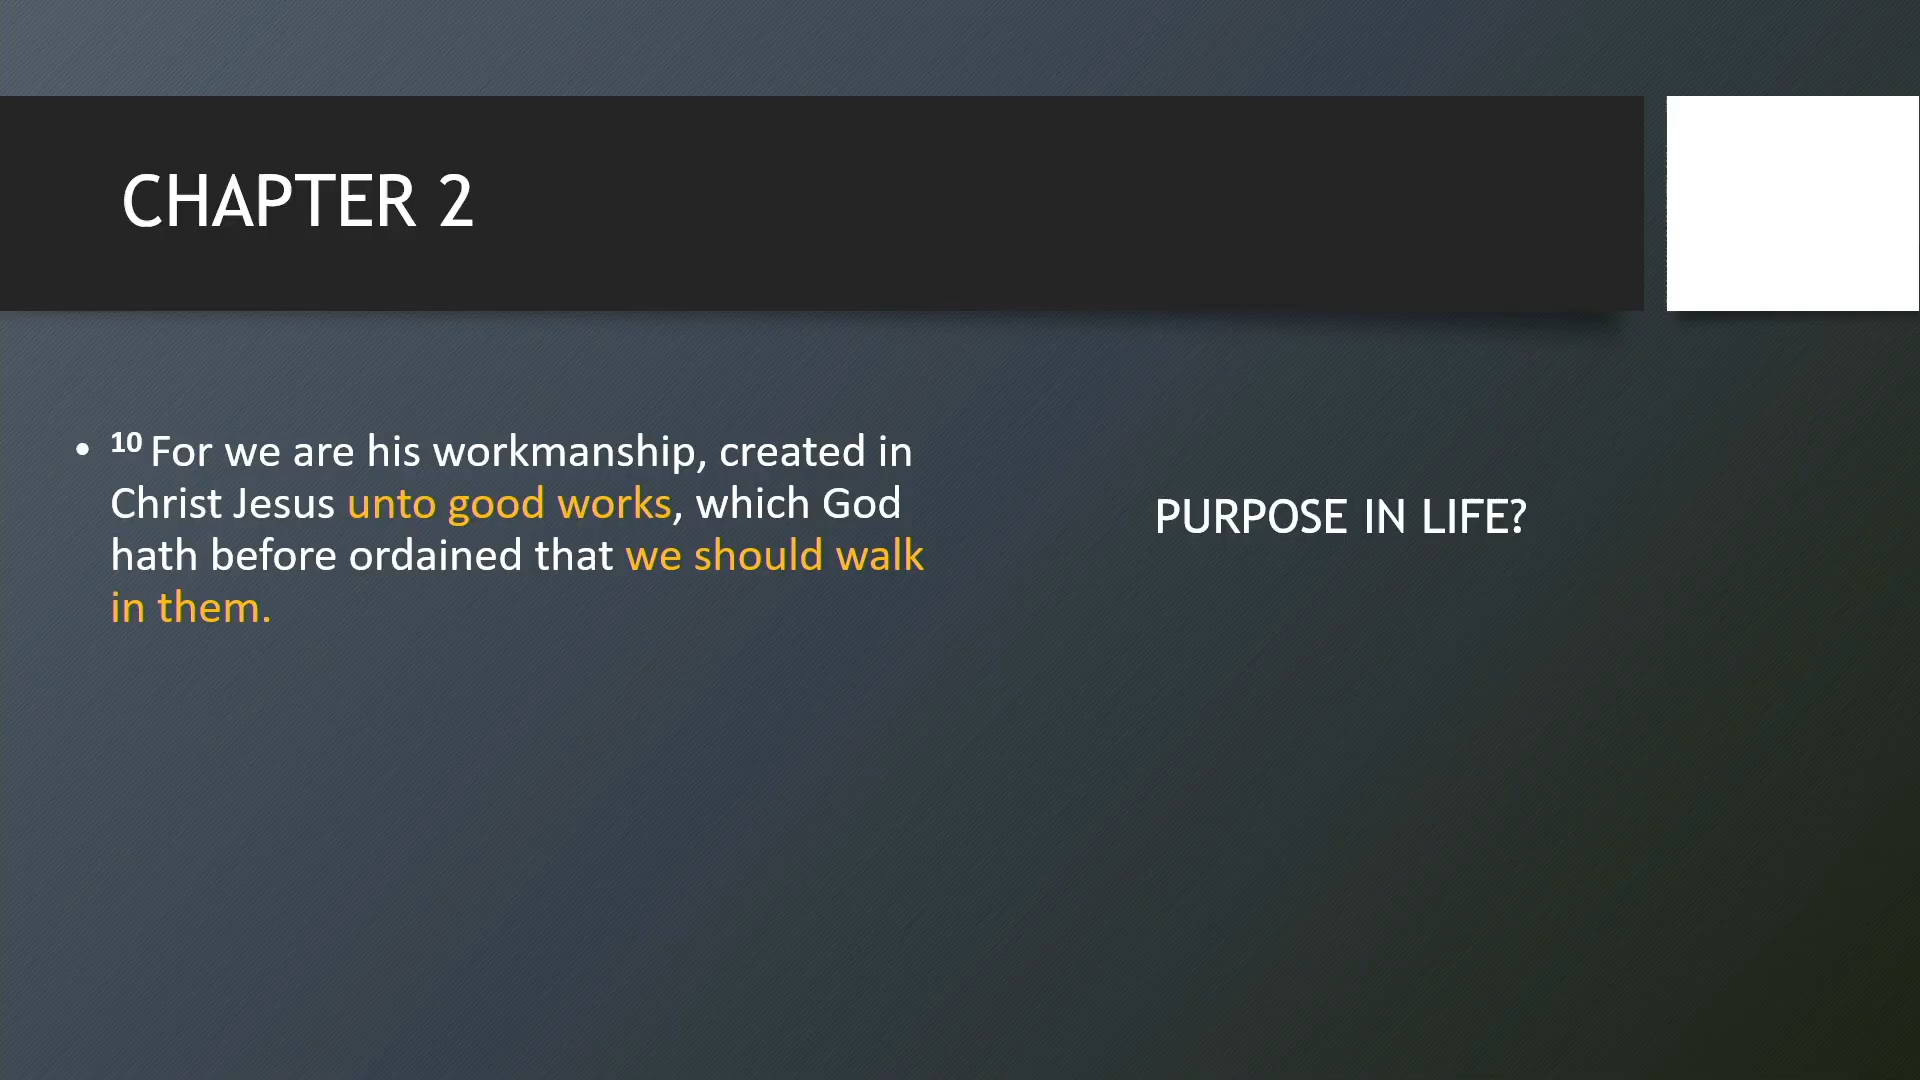 CHAPTER 2
• 10 For we are his workmanship, created in
Christ Jesus unto good works, which God
hath before ordained that we should walk
in them.
PURPOSE IN LIFE?